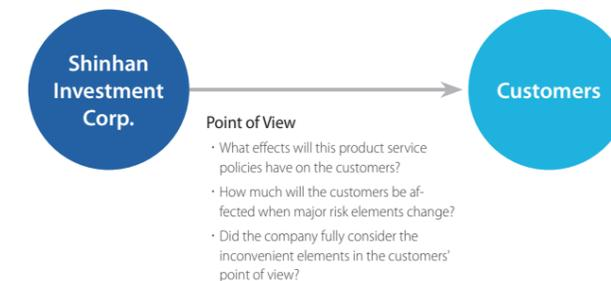 Shinhan
Investment
Corp.
Customers
Point of View
· What effects will this product service
policies have on the customers?
· How much will the customers be af-
fected when major risk elements change?
· Did the company fully consider the
inconvenient elements in the customers'
point of view?